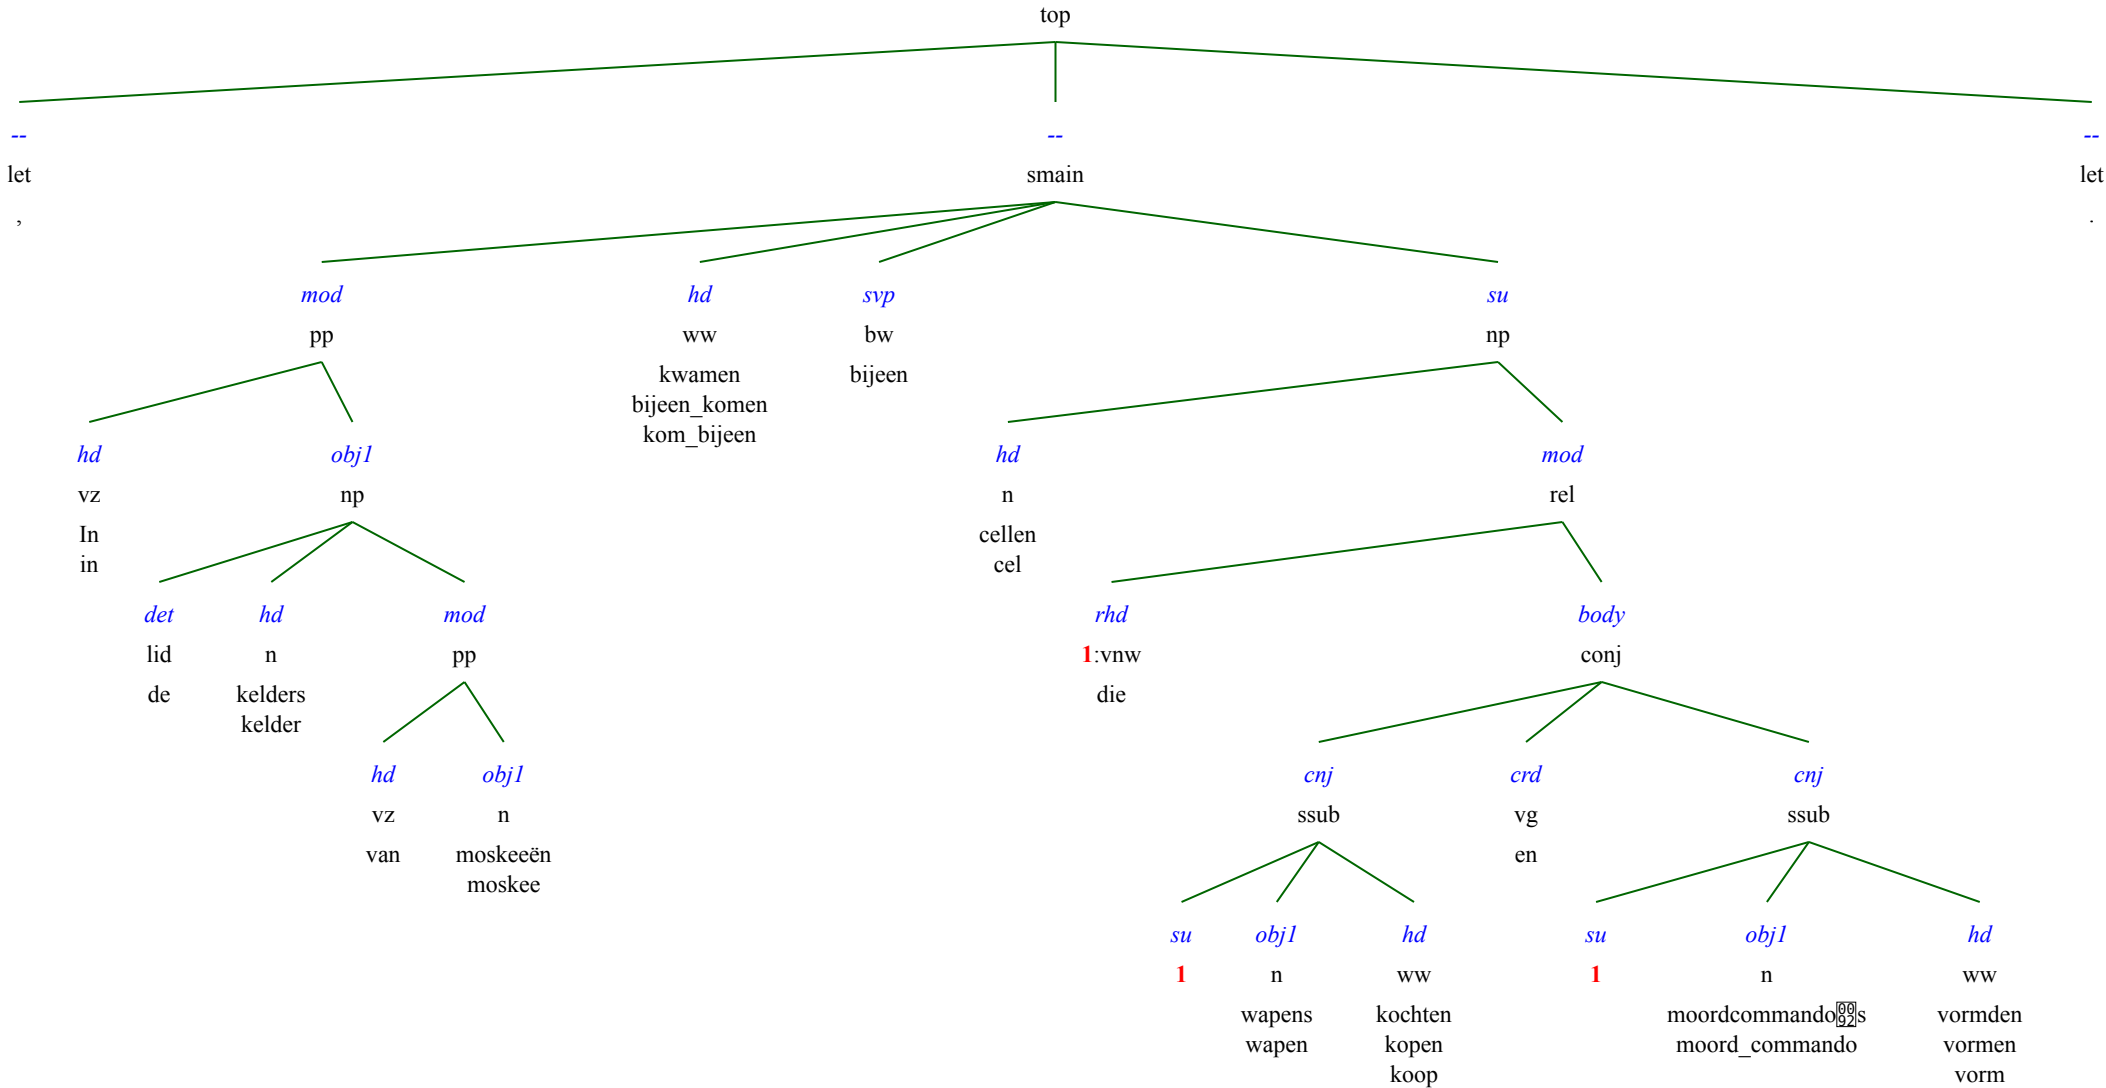 top
-- -- --
let smain let
, .
mod hd svp su
pp ww bw np
kwamen bijeen
bijeen_komen
kom_bijeen
hd obj1 hd mod
vz np n rel
In cellen
in cel
det hd mod rhd body
lid n pp 1:vnw conj
de kelders die
kelder
hd obj1 cnj crd cnj
vz n ssub vg ssub
van moskeeën en
moskee
su obj1 hd su obj1 hd
1 n ww 1 n ww
wapens kochten moordcommando0092s vormden
wapen kopen moord_commando vormen
koop vorm